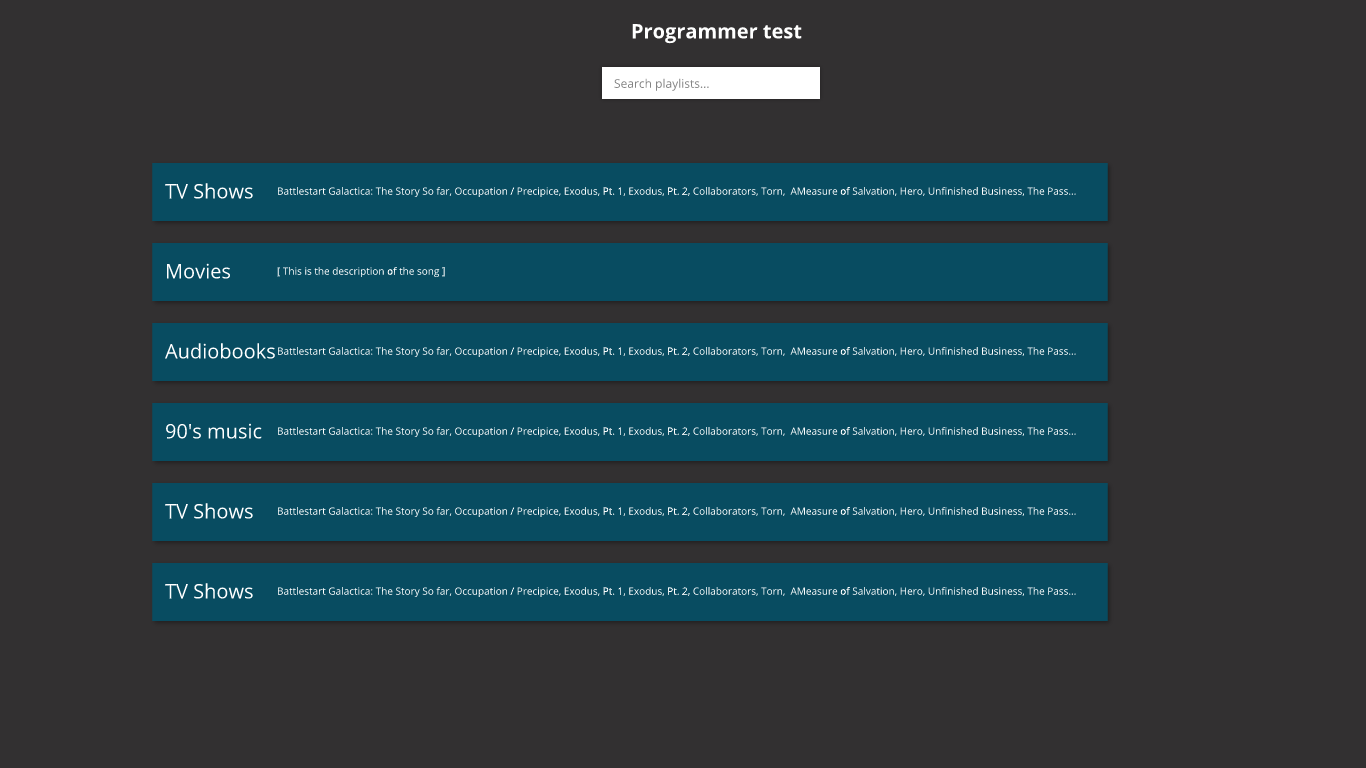 Programmer test
Search playlists...
TV Shows Battlestart Galactica: The Story So far, Occupation / Precipice, Exodus, Pt. 1, Exodus, Pt. 2, Collaborators, Torn,  AMeasure of Salvation, Hero, Unfinished Business, The Pass...
Movies [ This is the description of the song ]
Audiobooks Battlestart Galactica: The Story So far, Occupation / Precipice, Exodus, Pt. 1, Exodus, Pt. 2, Collaborators, Torn,  AMeasure of Salvation, Hero, Unfinished Business, The Pass...
90's music Battlestart Galactica: The Story So far, Occupation / Precipice, Exodus, Pt. 1, Exodus, Pt. 2, Collaborators, Torn,  AMeasure of Salvation, Hero, Unfinished Business, The Pass...
TV Shows Battlestart Galactica: The Story So far, Occupation / Precipice, Exodus, Pt. 1, Exodus, Pt. 2, Collaborators, Torn,  AMeasure of Salvation, Hero, Unfinished Business, The Pass...
TV Shows Battlestart Galactica: The Story So far, Occupation / Precipice, Exodus, Pt. 1, Exodus, Pt. 2, Collaborators, Torn,  AMeasure of Salvation, Hero, Unfinished Business, The Pass...